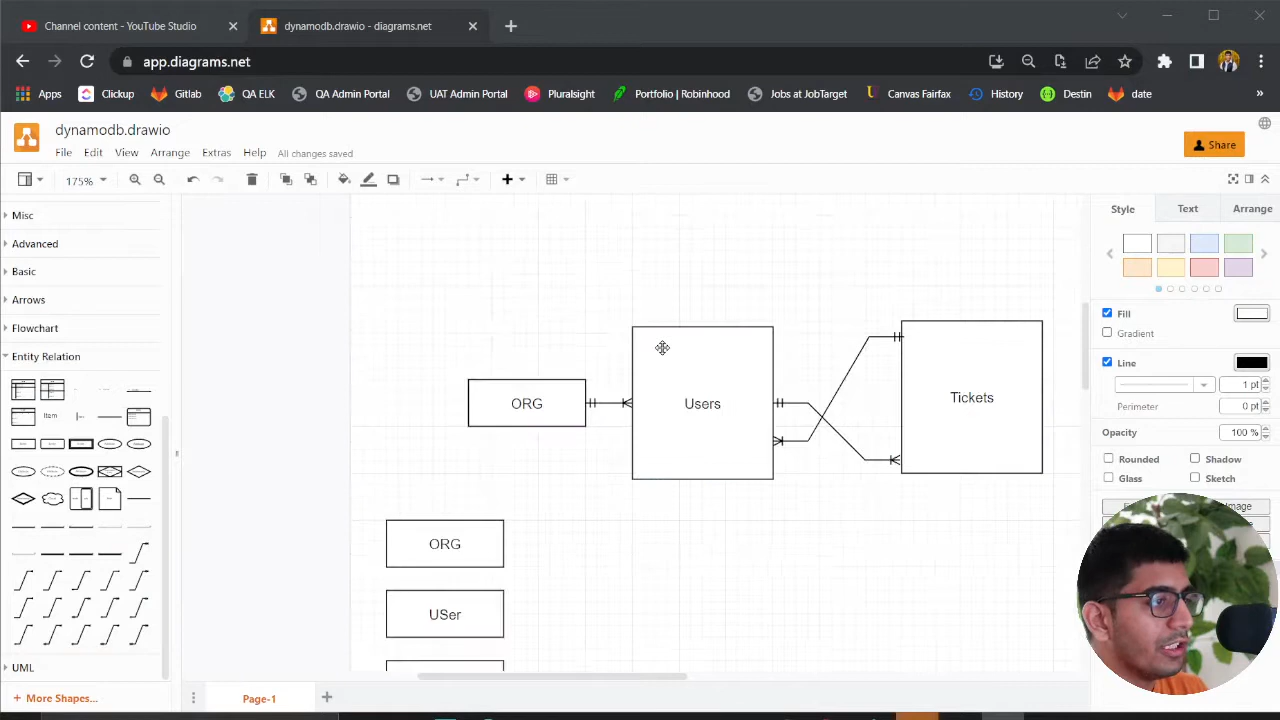 Channel content - YouTube Studio
dynamodb.drawio - diagrams.net
app.diagrams.net
Apps
Clickup
Gitlab
QA ELK
QA Admin Portal
UAT Admin Portal
Pluralsight
Portfolio | Robinhood
Jobs at JobTarget
Canvas Fairfax
History
Destin
date
»
dynamodb.drawio
File Edit View Arrange Extras Help All changes saved
Share
175%
Misc
Advanced
Basic
Arrows
Flowchart
Entity Relation
Item
UML
+ More Shapes...
ORG
Users
Tickets
ORG
USer
Page-1
Style Text Arrange
Fill
Gradient
Line
1 pt
Perimeter 0 pt
Opacity 100 %
Rounded Shadow
Glass Sketch